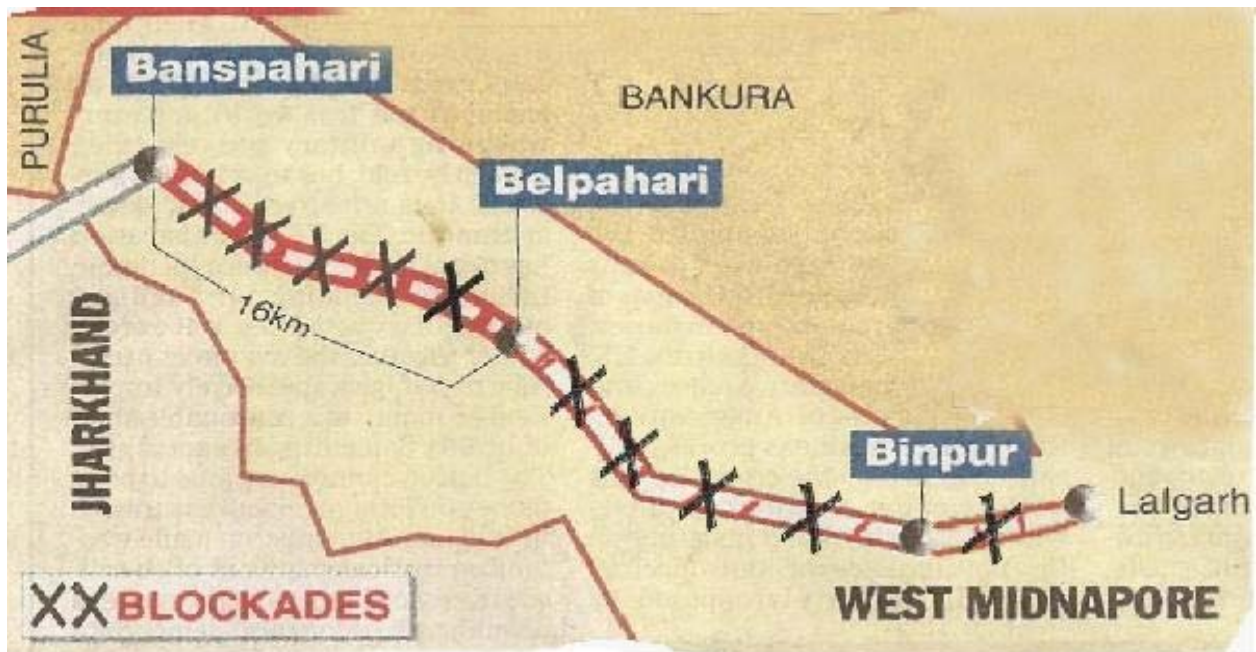 PURULIA
Banspahari
BANKURA
Belpahari
16km
JHARKHAND
Binpur
Lalgarh
XX BLOCKADES
WEST MIDNAPORE